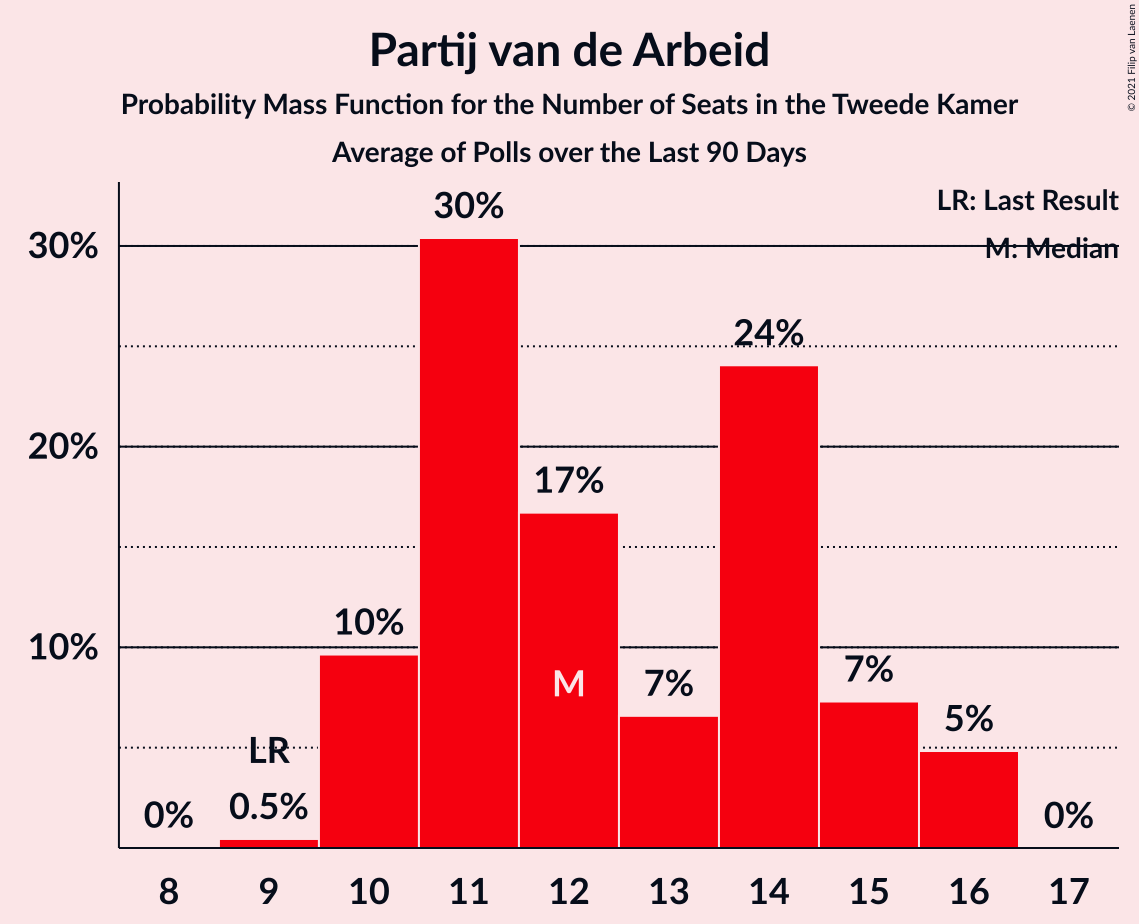 Partij van de Arbeid
Probability Mass Function for the Number of Seats in the Tweede Kamer
Average of Polls over the Last 90 Days
© 2021 Filip van Laenen
LR: Last Result
M: Median
30%
20%
10%
0%
LR
0.5%
10%
30%
17%
M
7%
24%
7%
5%
0%
8 9 10 11 12 13 14 15 16 17